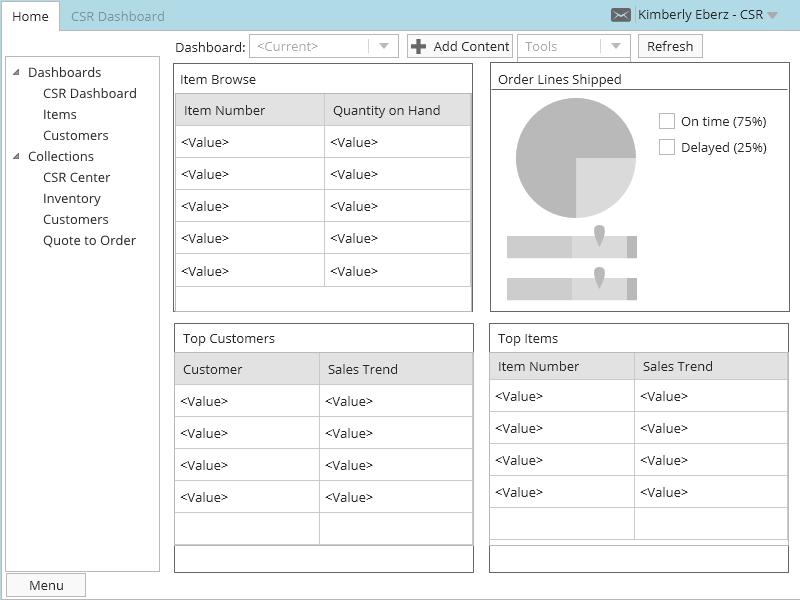 Home
CSR Dashboard
Kimberly Eberz - CSR
Dashboard: <Current>
Add Content
Tools
Refresh
Dashboards
CSR Dashboard
Items
Customers
Collections
CSR Center
Inventory
Customers
Quote to Order
Menu
Item Browse
Item Number Quantity on Hand
<Value> <Value>
<Value> <Value>
<Value> <Value>
<Value> <Value>
<Value> <Value>
Order Lines Shipped
On time (75%)
Delayed (25%)
Top Customers
Customer Sales Trend
<Value> <Value>
<Value> <Value>
<Value> <Value>
<Value> <Value>
Top Items
Item Number Sales Trend
<Value> <Value>
<Value> <Value>
<Value> <Value>
<Value> <Value>